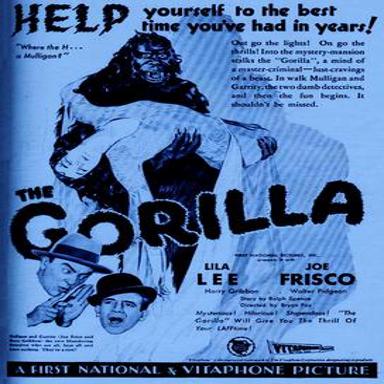 HELP yourself to the best
time you've had in years!
"Where the H---
a Mulligan?"
Out go the lights! On go the
thrills! Into the mystery-mansion
stalks the "Gorilla", a mind of
a master-criminal—lust-cravings
of a beast. In walk Mulligan and
Garrity, the two dumb detectives,
and then the fun begins. It
shouldn't be missed.
THE
GORILLA
FIRST NATIONAL PICTURES, INC.
LILA LEE
JOE FRISCO
Harry Gribbon Walter Pidgeon
Story by Ralph Spence
Directed by Bryan Foy
Mysterious! Hilarious! Stupendous! "The
Gorilla" Will Give You The Thrill Of
Your LAFFtime!
A FIRST NATIONAL & VITAPHONE PICTURE